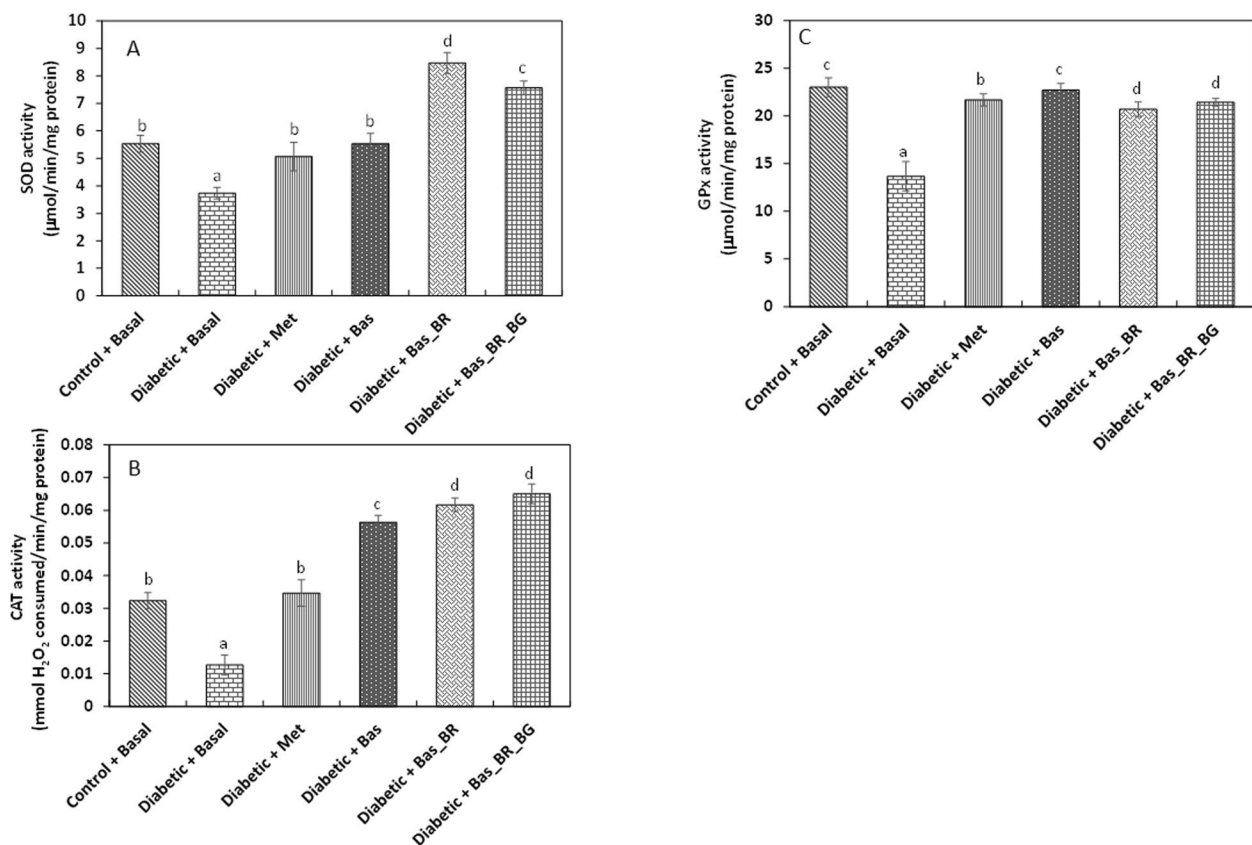 A
SOD activity
(µmol/min/mg protein)
10
9
8
7
6
5
4
3
2
1
0
b
a
b
b
d
c
Control + Basal
Diabetic + Basal
Diabetic + Met
Diabetic + Bas
Diabetic + Bas_BR
Diabetic + Bas_BR_BG
B
CAT activity
(mmol H₂O₂ consumed/min/mg protein)
0.08
0.07
0.06
0.05
0.04
0.03
0.02
0.01
0
b
a
b
c
d
d
Control + Basal
Diabetic + Basal
Diabetic + Met
Diabetic + Bas
Diabetic + Bas_BR
Diabetic + Bas_BR_BG
C
GPx activity
(µmol/min/mg protein)
30
25
20
15
10
5
0
c
a
b
c
d
d
Control + Basal
Diabetic + Basal
Diabetic + Met
Diabetic + Bas
Diabetic + Bas_BR
Diabetic + Bas_BR_BG